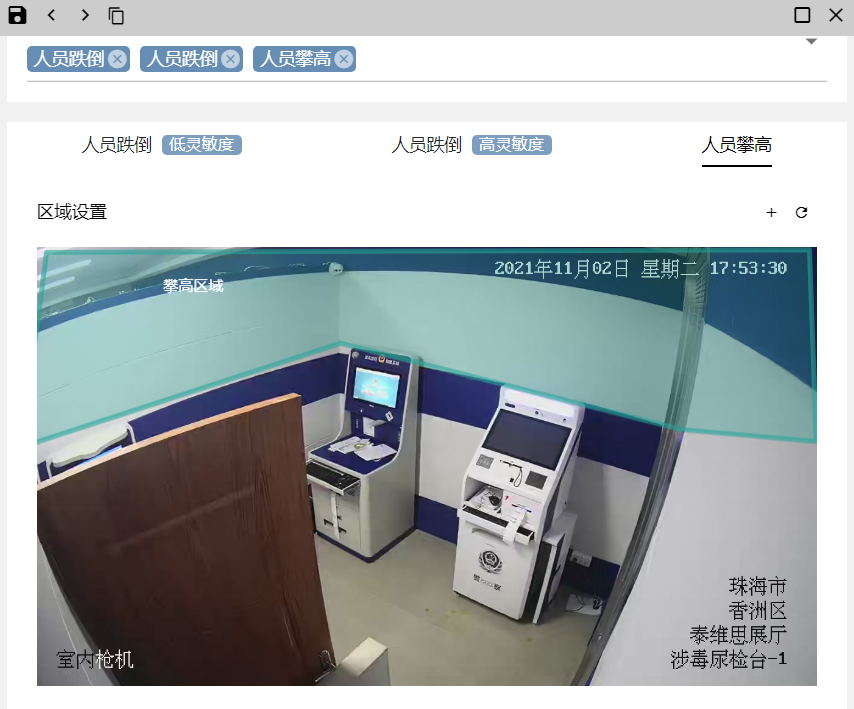 人员跌倒 人员跌倒 人员攀高
人员跌倒 低灵敏度 人员跌倒 高灵敏度 人员攀高
区域设置
2021年11月02日 星期二 17:53:30
攀高区域
珠海市
香洲区
泰维思展厅
涉毒尿检台-1
室内枪机